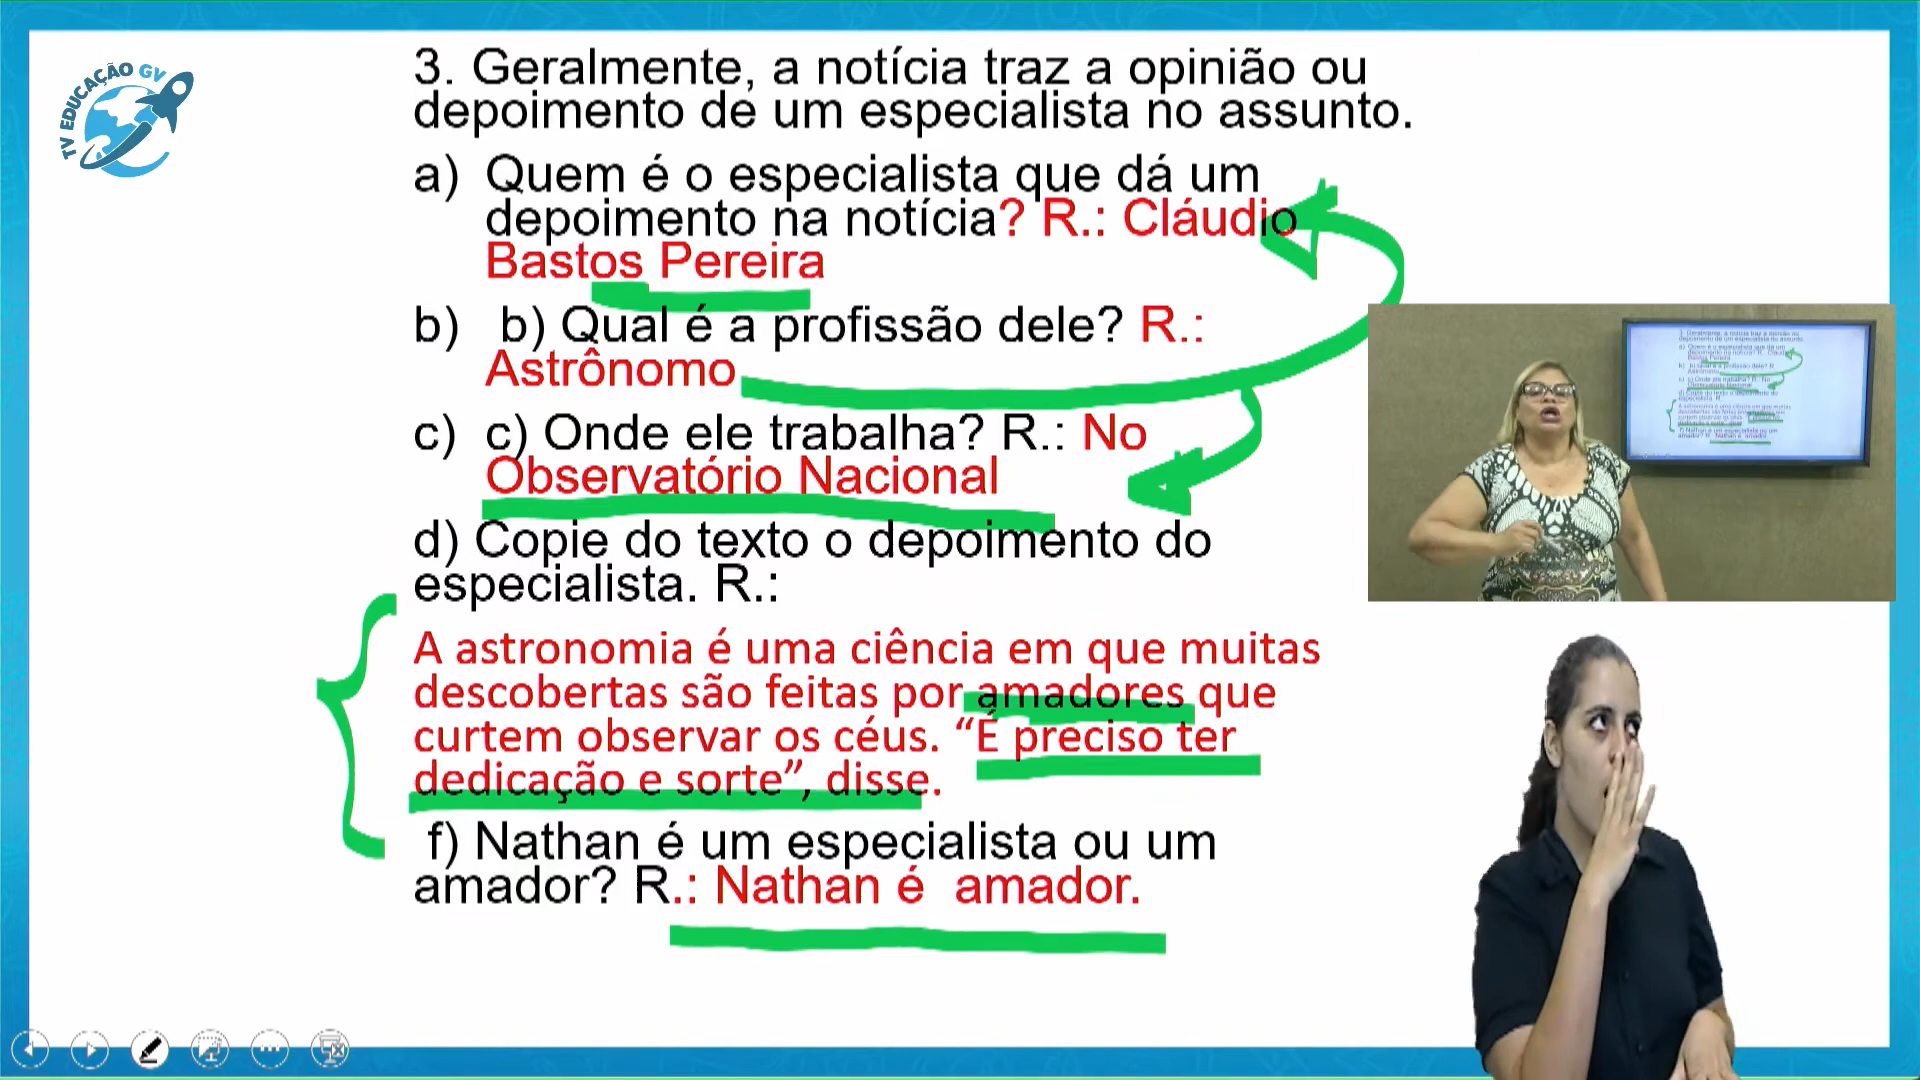 TV EDUCAÇÃO GV
3. Geralmente, a notícia traz a opinião ou
depoimento de um especialista no assunto.
a) Quem é o especialista que dá um
depoimento na notícia? R.: Cláudio
Bastos Pereira
b) b) Qual é a profissão dele? R.:
Astrônomo
c) c) Onde ele trabalha? R.: No
Observatório Nacional
d) Copie do texto o depoimento do
especialista. R.:
A astronomia é uma ciência em que muitas
descobertas são feitas por amadores que
curtem observar os céus. “É preciso ter
dedicação e sorte”, disse.
f) Nathan é um especialista ou um
amador? R.: Nathan é  amador.